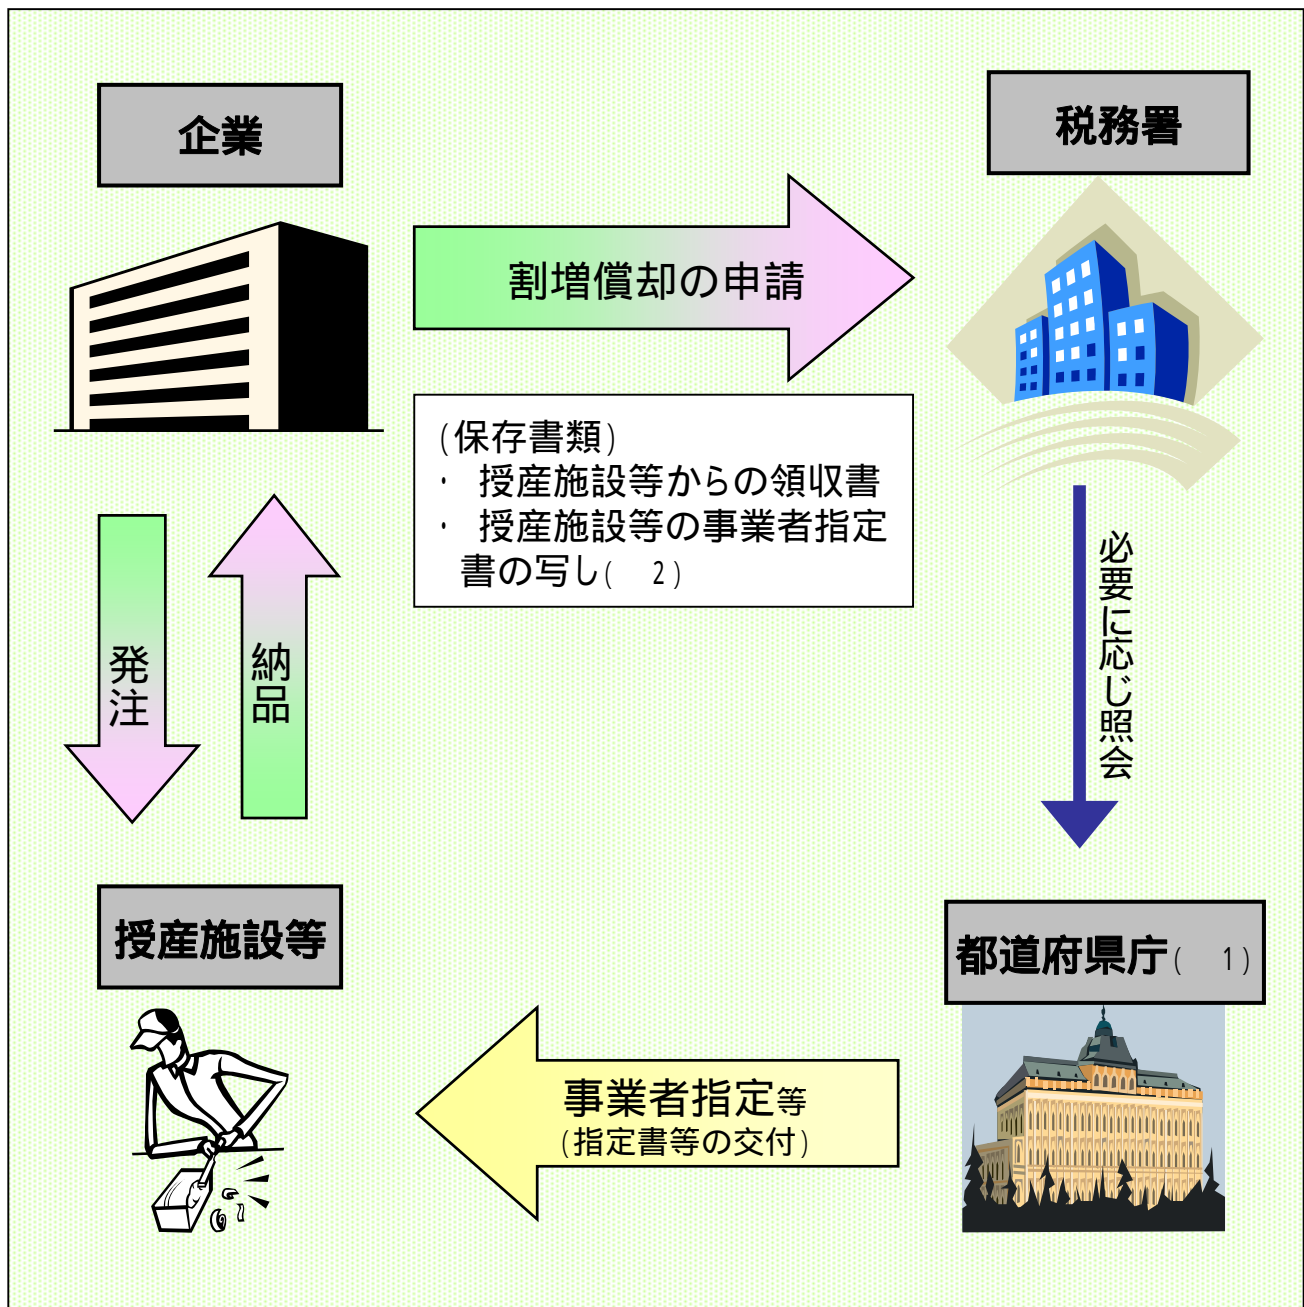 企業
税務署
割増償却の申請
(保存書類)
・ 授産施設等からの領収書
・ 授産施設等の事業者指定
書の写し( 2)
発注
納品
必要に応じ照会
授産施設等
都道府県庁( 1)
事業者指定等
(指定書等の交付)